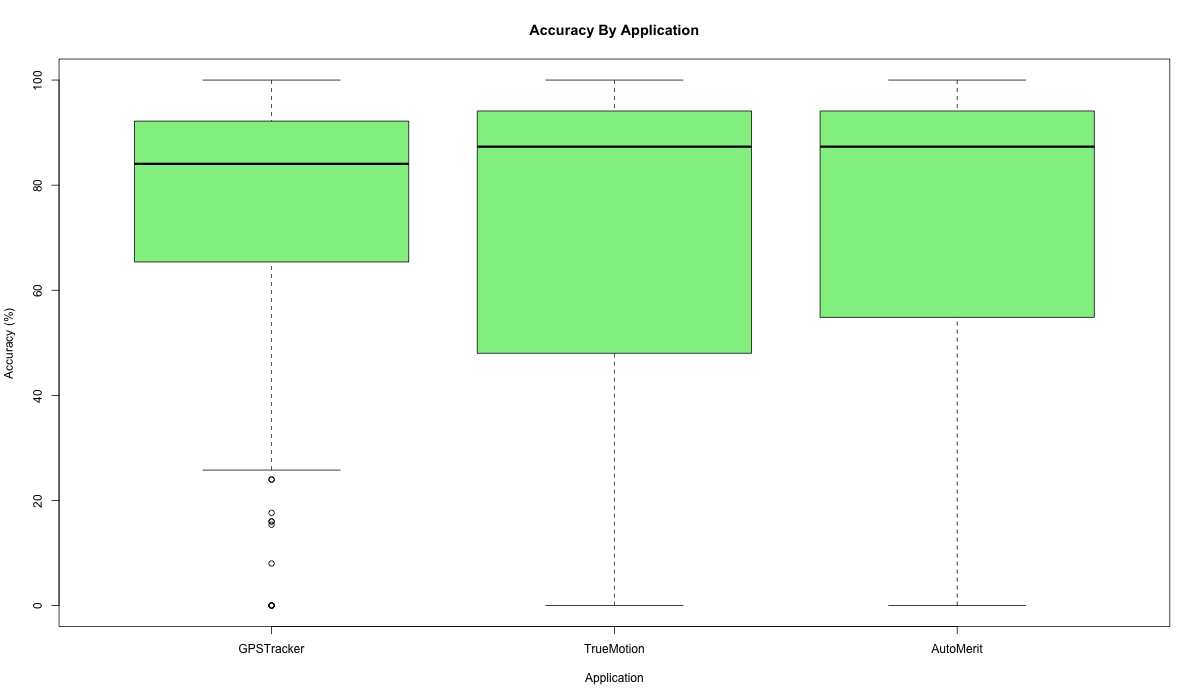 Accuracy By Application
Accuracy (%)
100
80
60
40
20
0
GPSTracker
TrueMotion
AutoMerit
Application